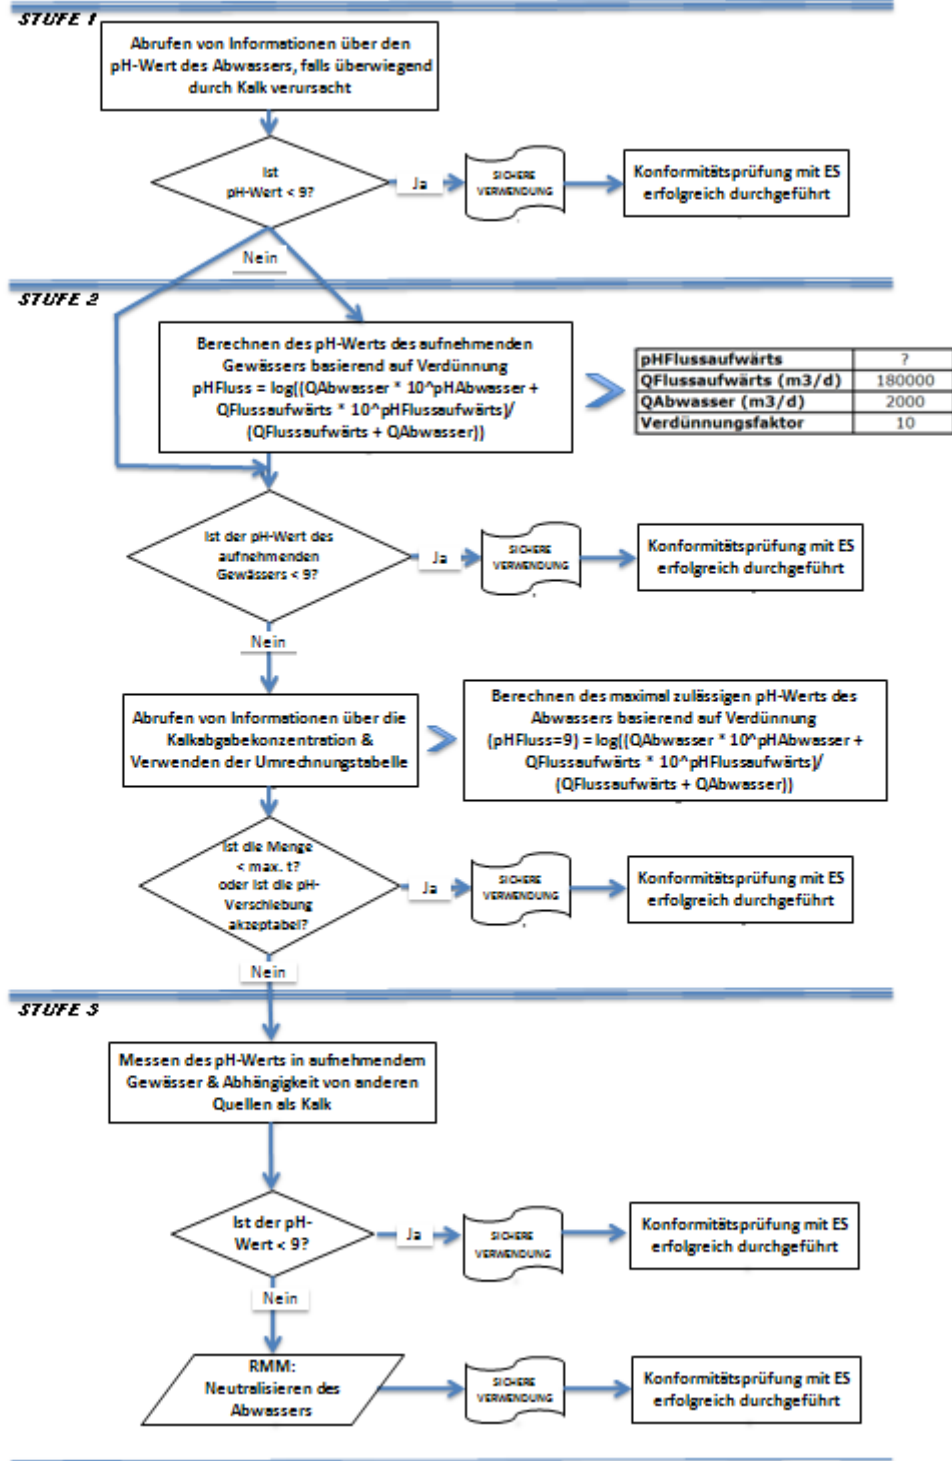 STUFE 1
Abrufen von Informationen über den
pH-Wert des Abwassers, falls überwiegend
durch Kalk verursacht
Ist
pH-Wert < 9?
Ja
SICHERE
VERWENDUNG
Konformitätsprüfung mit ES
erfolgreich durchgeführt
Nein
STUFE 2
Berechnen des pH-Werts des aufnehmenden
Gewässers basierend auf Verdünnung
pHFluss = log((QAbwasser * 10^pHAbwasser +
QFlussaufwärts * 10^pHFlussaufwärts)/
(QFlussaufwärts + QAbwasser))
pHFlussaufwärts ?
QFlussaufwärts (m3/d) 180000
QAbwasser (m3/d) 2000
Verdünnungsfaktor 10
Ist der pH-Wert des
aufnehmenden
Gewässers < 9?
Ja
SICHERE
VERWENDUNG
Konformitätsprüfung mit ES
erfolgreich durchgeführt
Nein
Abrufen von Informationen über die
Kalkabgabekonzentration &
Verwenden der Umrechnungstabelle
Berechnen des maximal zulässigen pH-Werts des
Abwassers basierend auf Verdünnung
(pHFluss=9) = log((QAbwasser * 10^pHAbwasser +
QFlussaufwärts * 10^pHFlussaufwärts)/
(QFlussaufwärts + QAbwasser))
Ist die Menge
< max. t?
oder ist die pH-
Verschiebung
akzeptabel?
Ja
SICHERE
VERWENDUNG
Konformitätsprüfung mit ES
erfolgreich durchgeführt
Nein
STUFE 3
Messen des pH-Werts in aufnehmendem
Gewässer & Abhängigkeit von anderen
Quellen als Kalk
Ist der pH-
Wert < 9?
Ja
SICHERE
VERWENDUNG
Konformitätsprüfung mit ES
erfolgreich durchgeführt
Nein
RMM:
Neutralisieren des
Abwassers
SICHERE
VERWENDUNG
Konformitätsprüfung mit ES
erfolgreich durchgeführt